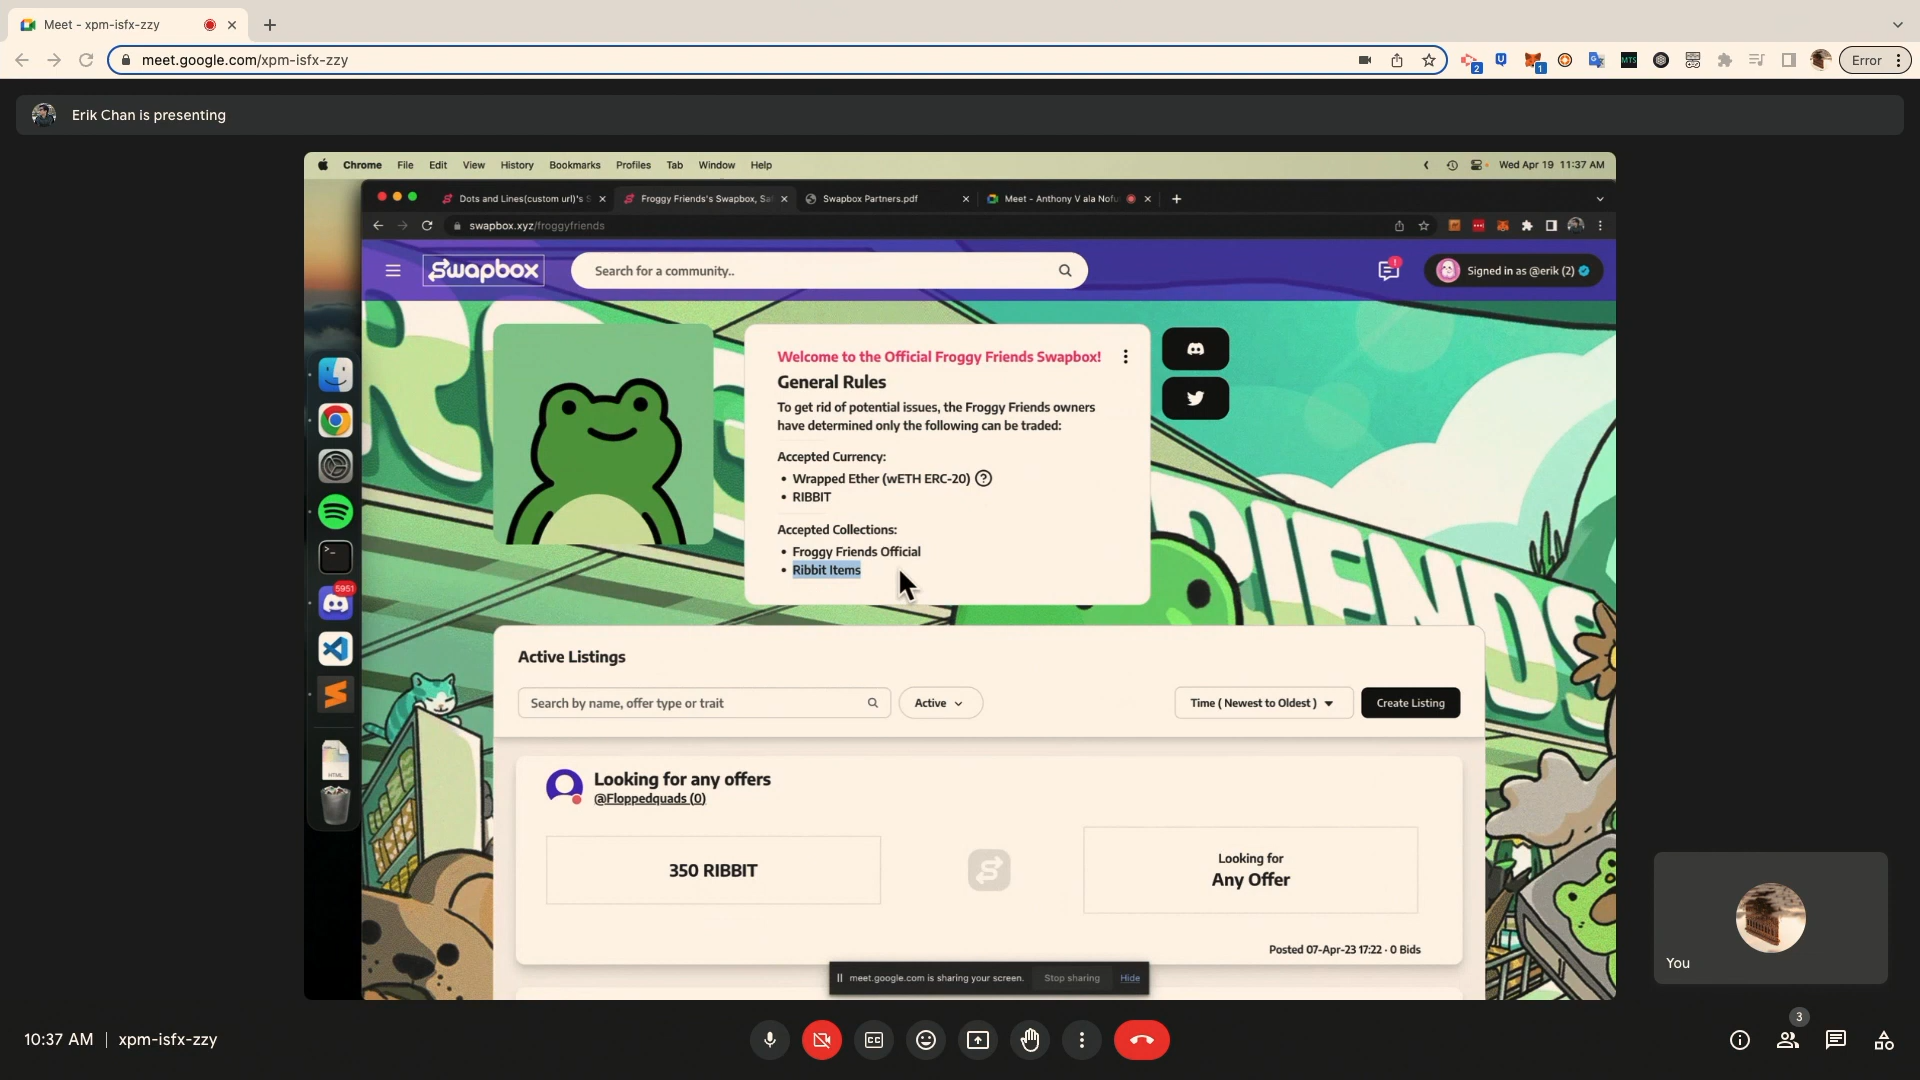 Meet - xpm-isfx-zzy
meet.google.com/xpm-isfx-zzy
2
1
MTS
Error
Erik Chan is presenting
Chrome File Edit View History Bookmarks Profiles Tab Window Help
Wed Apr 19 11:37 AM
Dots and Lines(custom url)'s S
Froggy Friends's Swapbox, Sa
Swapbox Partners.pdf
Meet - Anthony V ala Nofu
swapbox.xyz/froggyfriends
Swapbox
Search for a community..
!
Signed in as @erik (2)
Welcome to the Official Froggy Friends Swapbox!
General Rules
To get rid of potential issues, the Froggy Friends owners
have determined only the following can be traded:
Accepted Currency:
• Wrapped Ether (wETH ERC-20) ?
• RIBBIT
Accepted Collections:
• Froggy Friends Official
• Ribbit Items
5951
HTML
Active Listings
Search by name, offer type or trait
Active
Time ( Newest to Oldest )
Create Listing
Looking for any offers
@Floppedquads (0)
350 RIBBIT
Looking for
Any Offer
Posted 07-Apr-23 17:22 · 0 Bids
meet.google.com is sharing your screen. Stop sharing Hide
You
10:37 AM | xpm-isfx-zzy
3